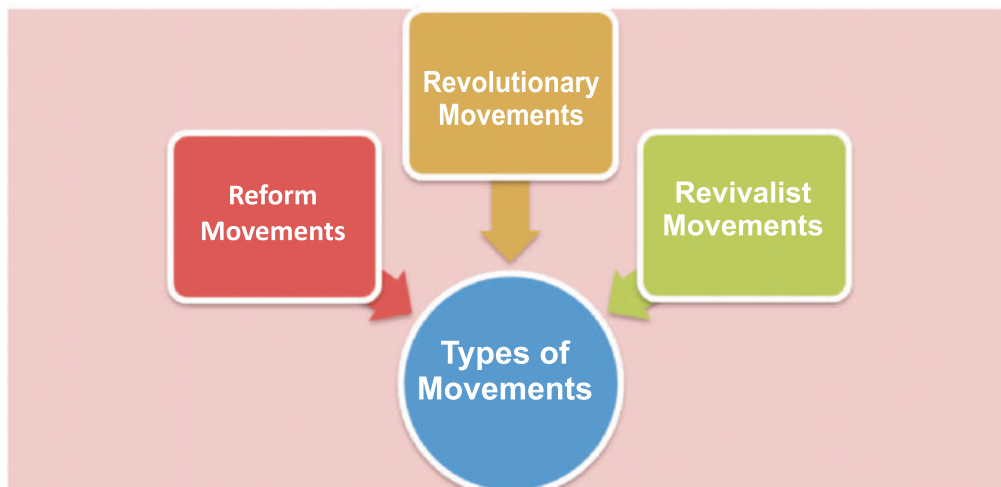 Revolutionary
Movements
Reform
Movements
Revivalist
Movements
Types of
Movements